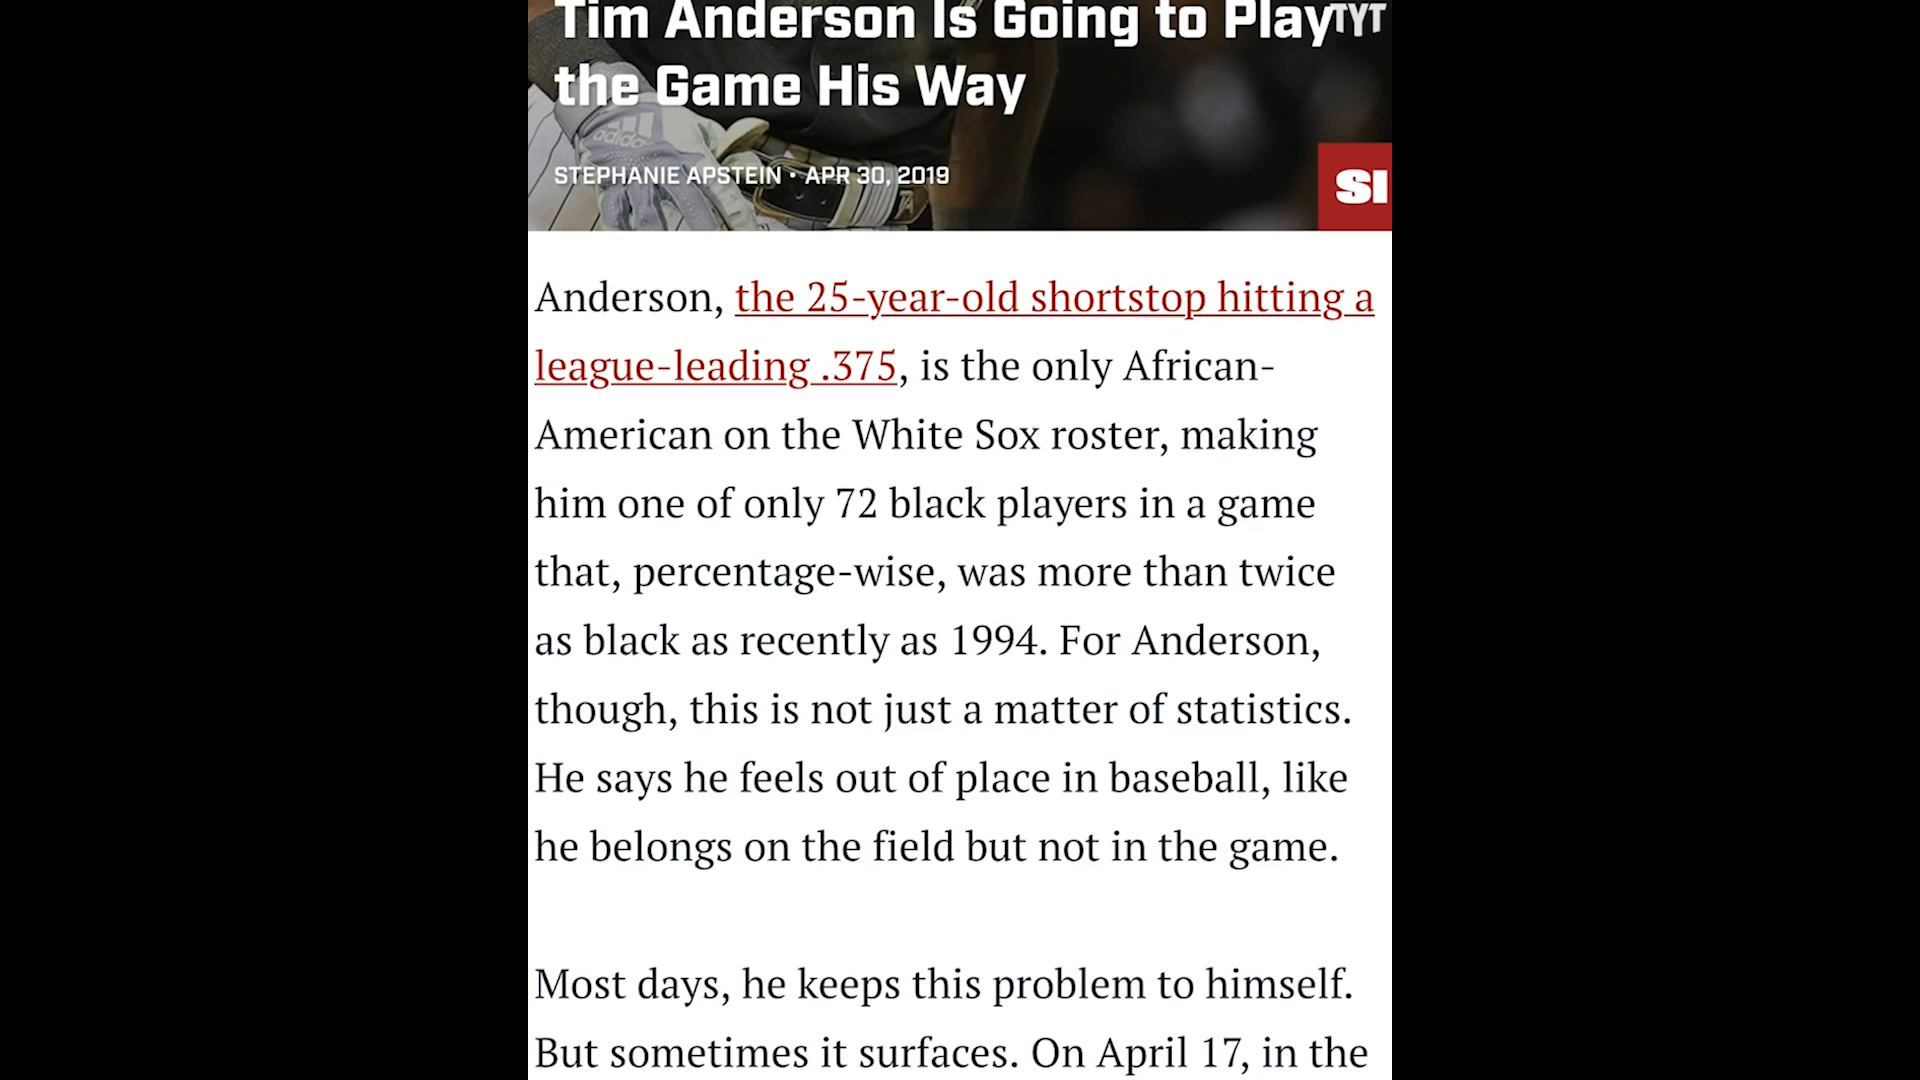 Tim Anderson Is Going to Play
TYT
the Game His Way
adidas
STEPHANIE APSTEIN • APR 30, 2019
SI
Anderson, the 25-year-old shortstop hitting a
league-leading .375, is the only African-
American on the White Sox roster, making
him one of only 72 black players in a game
that, percentage-wise, was more than twice
as black as recently as 1994. For Anderson,
though, this is not just a matter of statistics.
He says he feels out of place in baseball, like
he belongs on the field but not in the game.
Most days, he keeps this problem to himself.
But sometimes it surfaces. On April 17, in the